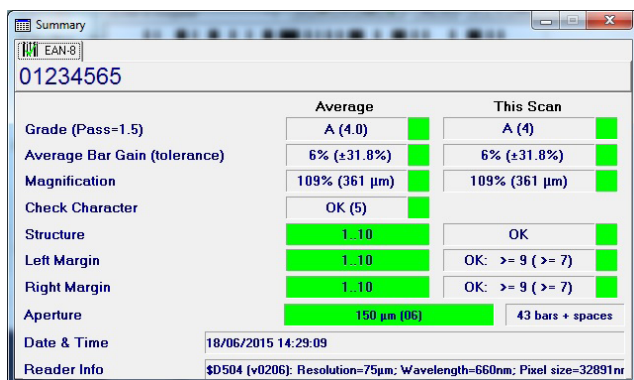 Summary
EAN-8
01234565
Average This Scan
Grade (Pass=1.5) A (4.0) A (4)
Average Bar Gain (tolerance) 6% (±31.8%) 6% (±31.8%)
Magnification 109% (361 µm) 109% (361 µm)
Check Character OK (5)
Structure 1..10 OK
Left Margin 1..10 OK: >= 9 ( >= 7)
Right Margin 1..10 OK: >= 9 ( >= 7)
Aperture 150 µm (06) 43 bars + spaces
Date & Time 18/06/2015 14:29:09
Reader Info $D504 (v0206): Resolution=75µm; Wavelength=660nm; Pixel size=32891nr